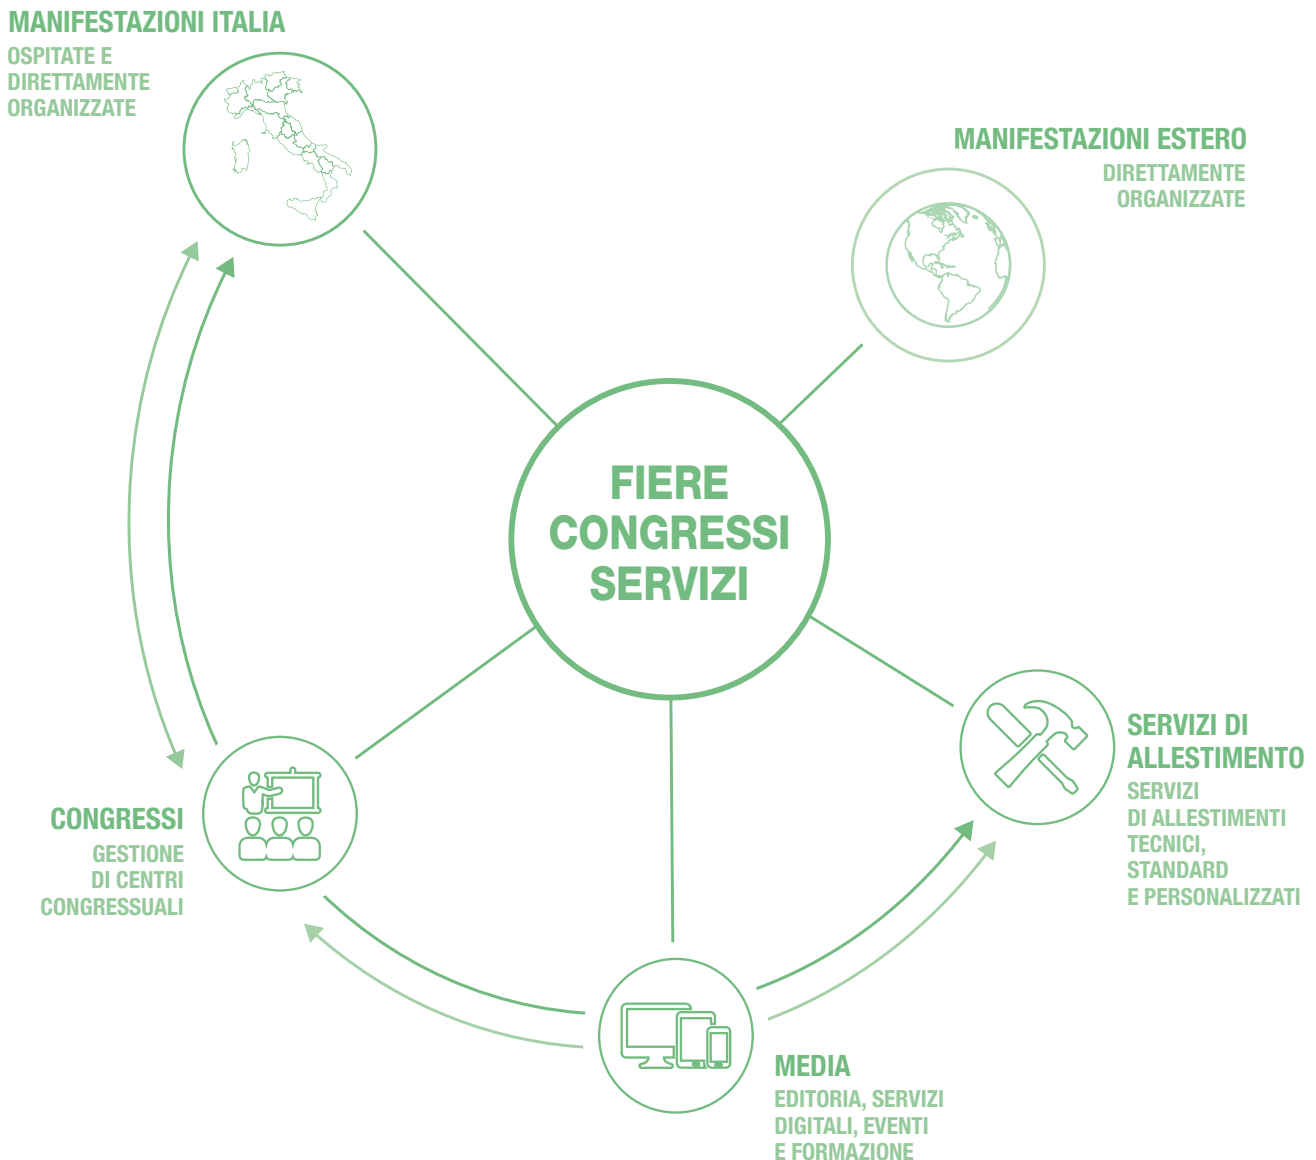 MANIFESTAZIONI ITALIA
OSPITATE E
DIRETTAMENTE
ORGANIZZATE
MANIFESTAZIONI ESTERO
DIRETTAMENTE
ORGANIZZATE
FIERE
CONGRESSI
SERVIZI
SERVIZI DI
ALLESTIMENTO
SERVIZI
DI ALLESTIMENTI
TECNICI,
STANDARD
E PERSONALIZZATI
CONGRESSI
GESTIONE
DI CENTRI
CONGRESSUALI
MEDIA
EDITORIA, SERVIZI
DIGITALI, EVENTI
E FORMAZIONE